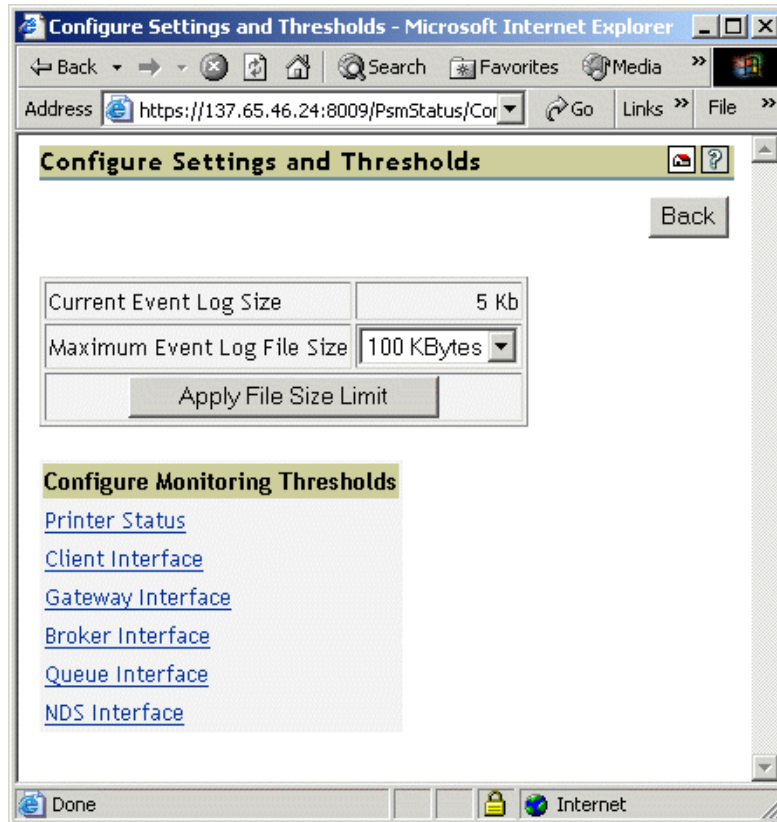 Configure Settings and Thresholds - Microsoft Internet Explorer
Back Search Favorites Media »
Address https://137.65.46.24:8009/PsmStatus/Cor Go Links » File »
Configure Settings and Thresholds ?
Back
Current Event Log Size 5 Kb
Maximum Event Log File Size 100 KBytes
Apply File Size Limit
Configure Monitoring Thresholds
Printer Status
Client Interface
Gateway Interface
Broker Interface
Queue Interface
NDS Interface
Done Internet